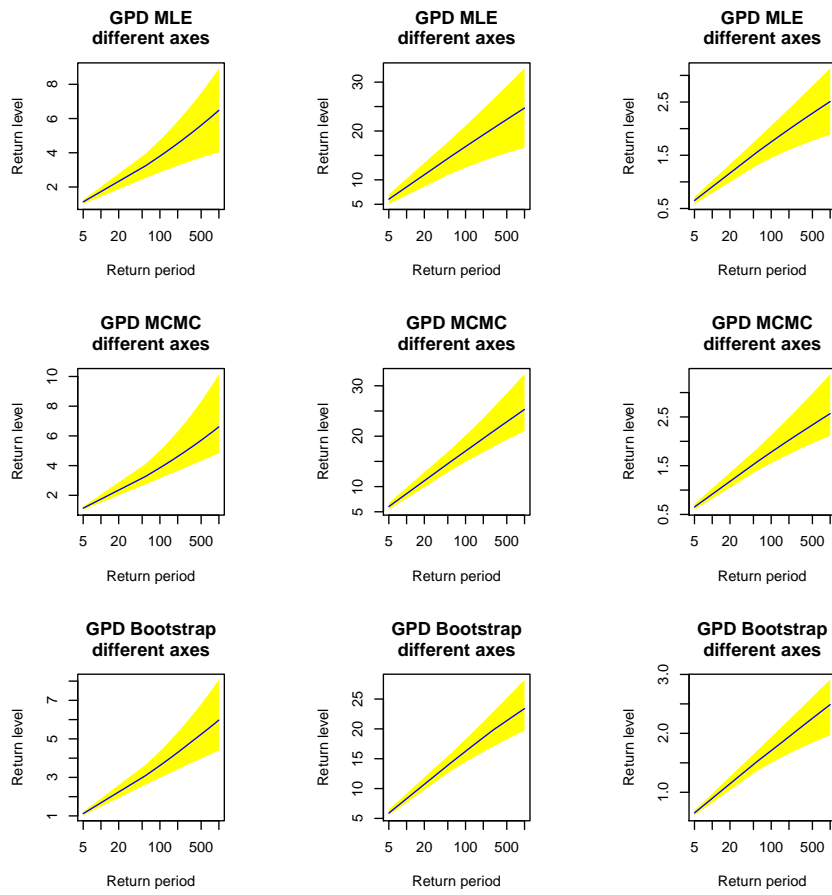 GPD MLE
different axes
GPD MLE
different axes
GPD MLE
different axes
Return level
8
6
4
2
5 20 100 500
Return period
Return level
30
20
10
5
5 20 100 500
Return period
Return level
2.5
1.5
0.5
5 20 100 500
Return period
GPD MCMC
different axes
GPD MCMC
different axes
GPD MCMC
different axes
Return level
10
8
6
4
2
5 20 100 500
Return period
Return level
30
20
10
5
5 20 100 500
Return period
Return level
2.5
1.5
0.5
5 20 100 500
Return period
GPD Bootstrap
different axes
GPD Bootstrap
different axes
GPD Bootstrap
different axes
Return level
7
5
3
1
5 20 100 500
Return period
Return level
25
20
15
10
5
5 20 100 500
Return period
Return level
3.0
2.0
1.0
5 20 100 500
Return period